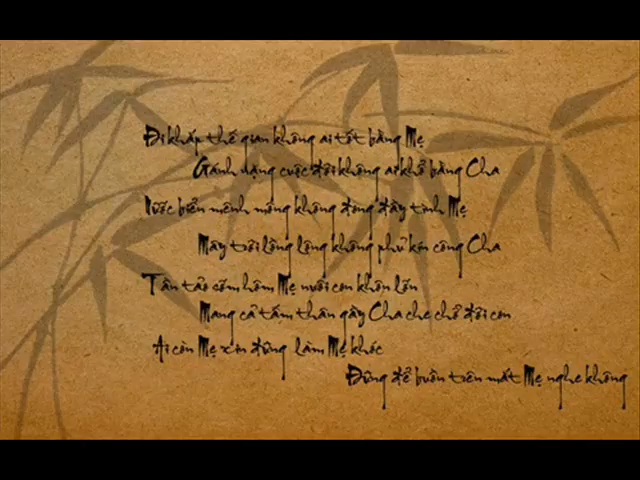 Đi khắp thế gian không ai tốt bằng Mẹ
Gánh nặng cuộc đời không ai khổ bằng Cha
Nước biển mênh mông không đong đầy tình Mẹ
Mây trời lồng lộng không phủ kín công Cha
Tần tảo sớm hôm Mẹ nuôi con khôn lớn
Mang cả tấm thân gầy Cha che chở đời con
Ai còn Mẹ xin đừng làm Mẹ khóc
Đừng để buồn trên mắt Mẹ nghe không